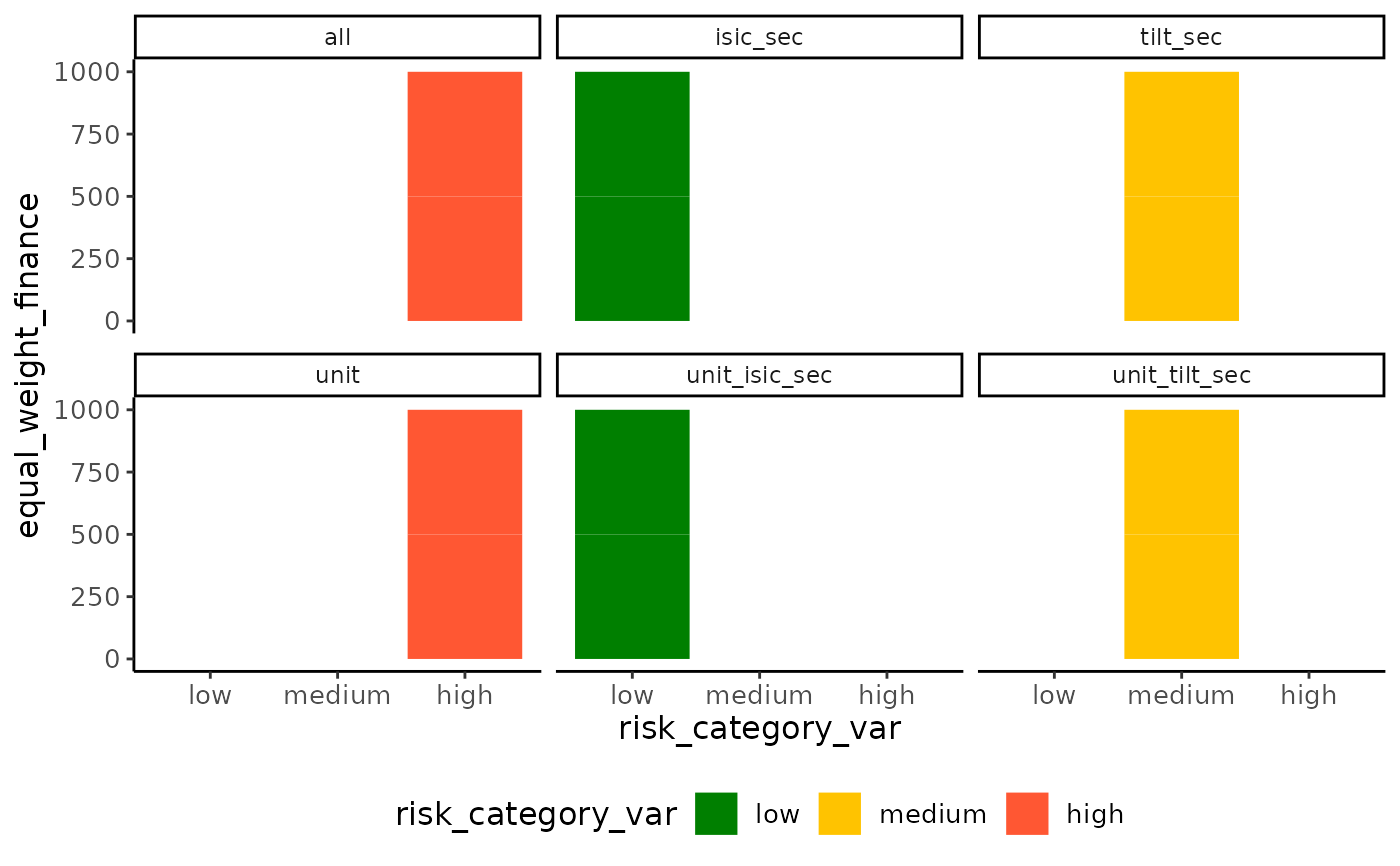 all isic_sec tilt_sec
1000
750
500
250
0
unit unit_isic_sec unit_tilt_sec
1000
750
500
250
0
equal_weight_finance
low medium high low medium high low medium high
risk_category_var
risk_category_var low medium high